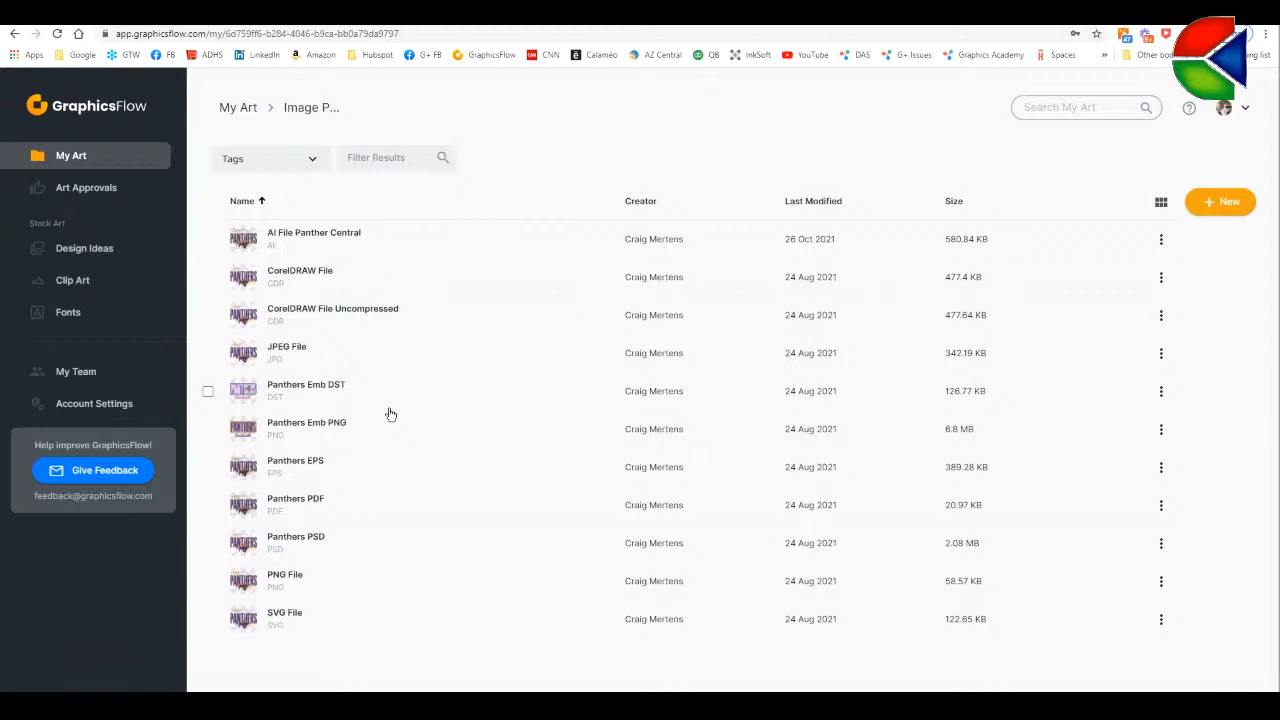 app.graphicsflow.com/my/6d759ff6-b284-4046-b9ca-bb0a79da9797
Apps Google GTW FB ADHS LinkedIn Amazon Hubspot G+ FB GraphicsFlow CNN Calaméo AZ Central QB InkSoft YouTube DAS G+ Issues Graphics Academy Spaces » Other bo ing list
GraphicsFlow
My Art > Image P...
Search My Art
My Art
Tags
Filter Results
Art Approvals
Stock Art
Design Ideas
Clip Art
Fonts
My Team
Account Settings
Help improve GraphicsFlow!
Give Feedback
feedback@graphicsflow.com
Name Creator Last Modified Size
+ New
AI File Panther Central
AI
Craig Mertens 26 Oct 2021 580.84 KB
CorelDRAW File
CDR
Craig Mertens 24 Aug 2021 477.4 KB
CorelDRAW File Uncompressed
CDR
Craig Mertens 24 Aug 2021 477.64 KB
JPEG File
JPG
Craig Mertens 24 Aug 2021 342.19 KB
Panthers Emb DST
DST
Craig Mertens 24 Aug 2021 126.77 KB
Panthers Emb PNG
PNG
Craig Mertens 24 Aug 2021 6.8 MB
Panthers EPS
EPS
Craig Mertens 24 Aug 2021 389.28 KB
Panthers PDF
PDF
Craig Mertens 24 Aug 2021 20.97 KB
Panthers PSD
PSD
Craig Mertens 24 Aug 2021 2.08 MB
PNG File
PNG
Craig Mertens 24 Aug 2021 58.57 KB
SVG File
SVG
Craig Mertens 24 Aug 2021 122.65 KB